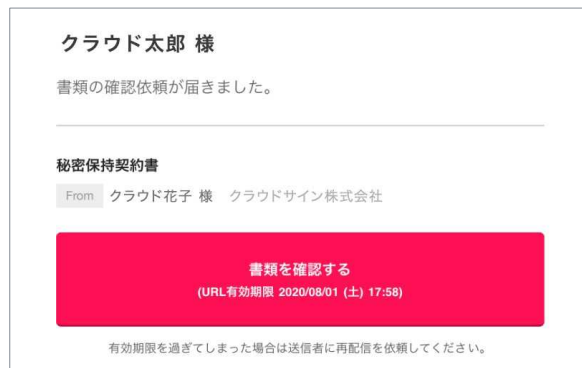 クラウド太郎 様
書類の確認依頼が届きました。
秘密保持契約書
From クラウド花子 様 クラウドサイン株式会社
書類を確認する
(URL有効期限 2020/08/01 (土) 17:58)
有効期限を過ぎてしまった場合は送信者に再配信を依頼してください。